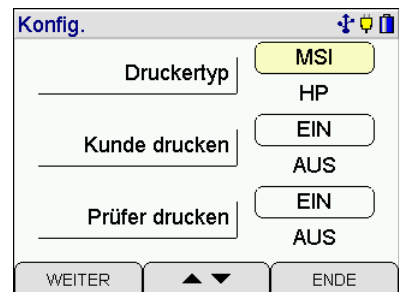 Konfig.
Druckertyp
MSI
HP
Kunde drucken
EIN
AUS
Prüfer drucken
EIN
AUS
WEITER
ENDE